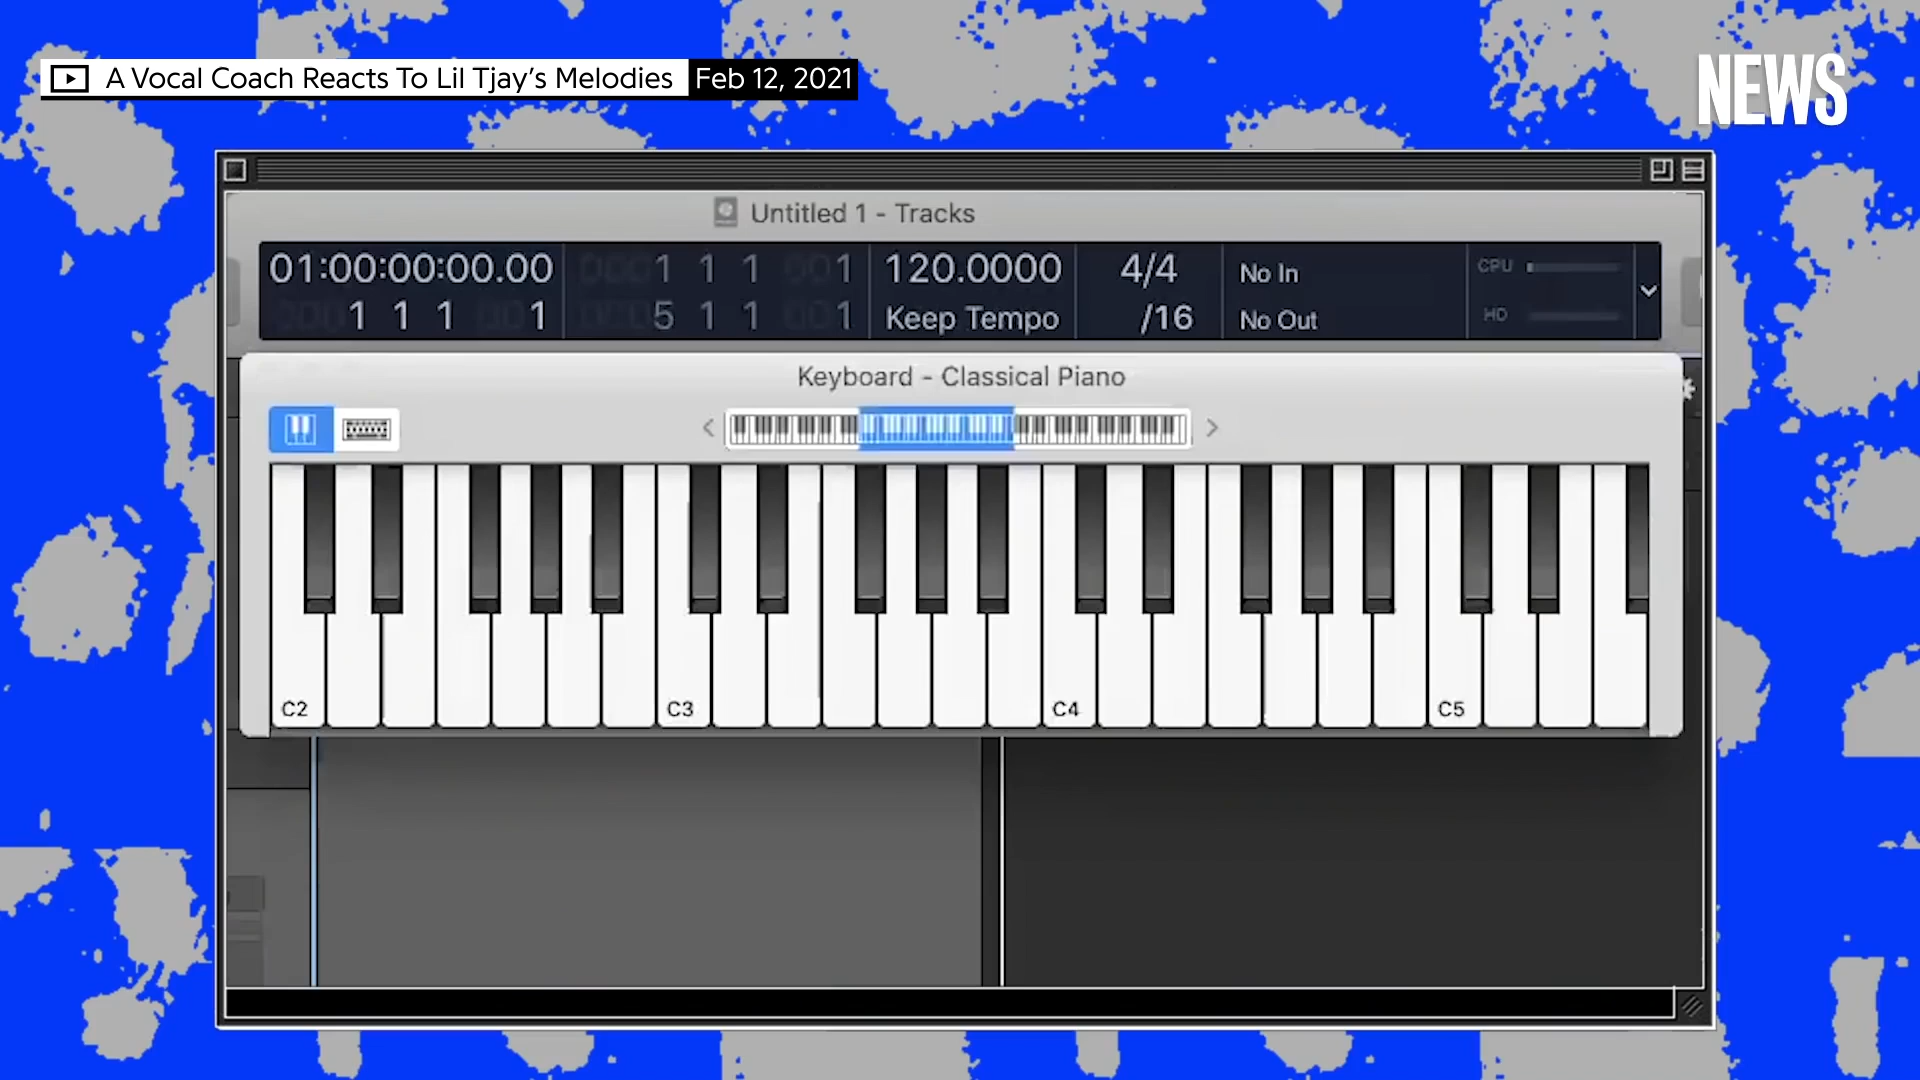 A Vocal Coach Reacts To Lil Tjay's Melodies Feb 12, 2021
NEWS
Untitled 1 - Tracks
01:00:00:00.00 1 1 1 1 120.0000 4/4 No In CPU
1 1 1 1 5 1 1 1 Keep Tempo /16 No Out HD
Keyboard - Classical Piano
C2 C3 C4 C5